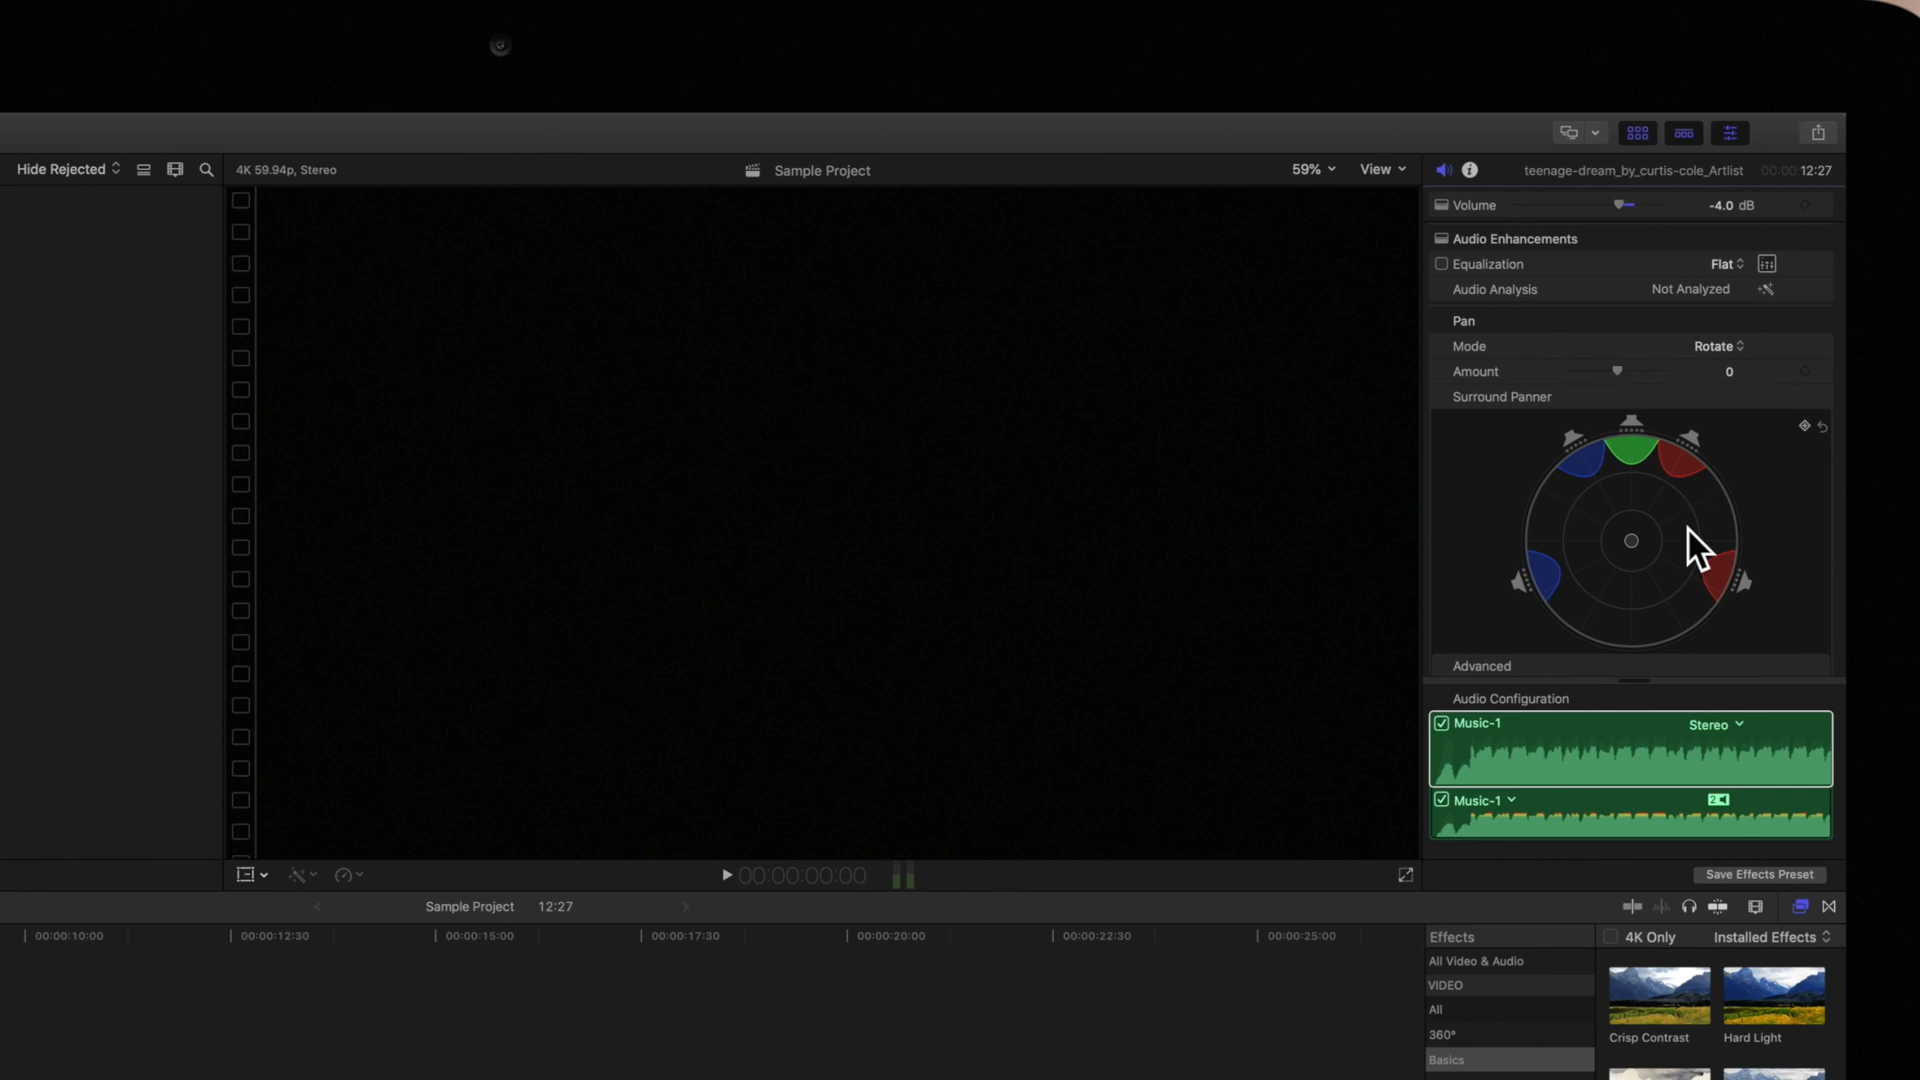 Hide Rejected
4K 59.94p, Stereo
Sample Project
59%
View
teenage-dream_by_curtis-cole_Artlist
00:00:12:27
Volume
-4.0 dB
Audio Enhancements
Equalization
Flat
Audio Analysis
Not Analyzed
Pan
Mode
Rotate
Amount
0
Surround Panner
Advanced
Audio Configuration
Music-1
Stereo
Music-1
2
00:00:00:00
Save Effects Preset
Sample Project
12:27
00:00:10:00
00:00:12:30
00:00:15:00
00:00:17:30
00:00:20:00
00:00:22:30
00:00:25:00
Effects
4K Only
Installed Effects
All Video & Audio
VIDEO
All
360°
Basics
Crisp Contrast
Hard Light